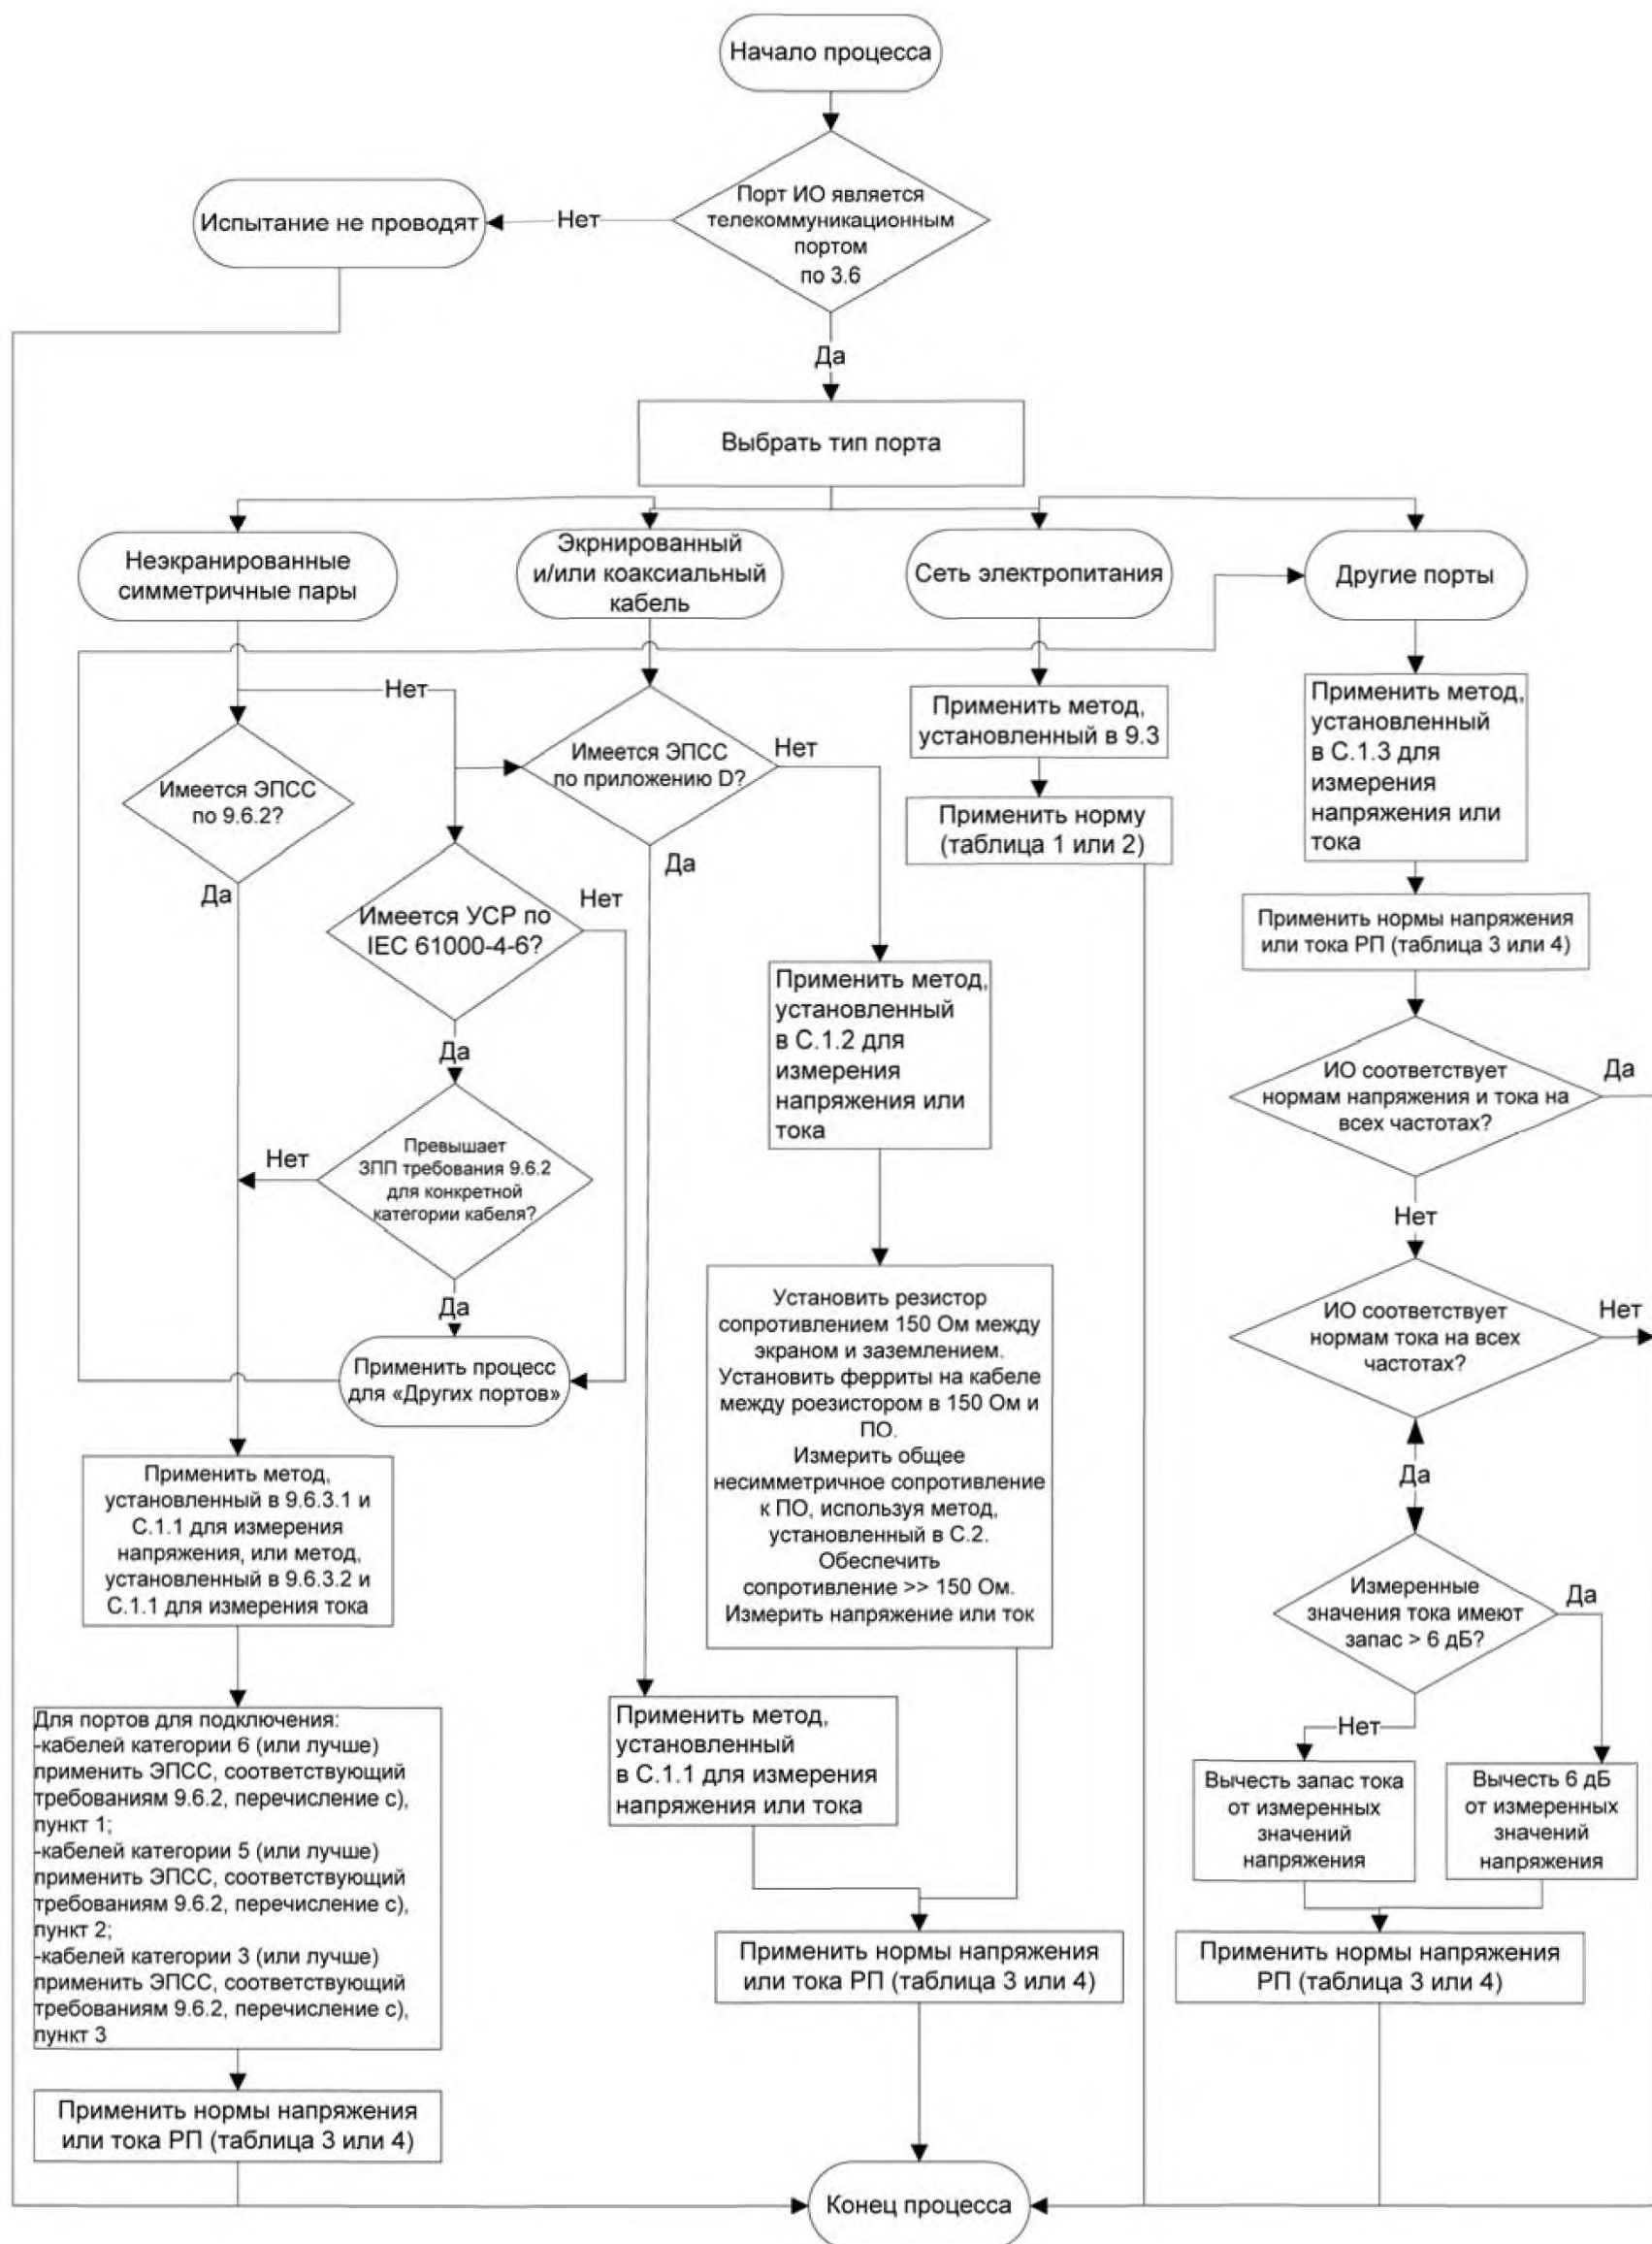 Начало процесса
Порт ИО является
телекоммуникационным
портом
по 3.6
Нет
Испытание не проводят
Да
Выбрать тип порта
Неэкранированные
симметричные пары
Экрнированный
и/или коаксиальный
кабель
Сеть электропитания
Другие порты
Нет
Имеется ЭПСС
по 9.6.2?
Да
Имеется ЭПСС
по приложению D?
Нет
Да
Применить метод,
установленный в 9.3
Применить норму
(таблица 1 или 2)
Применить метод,
установленный
в С.1.3 для
измерения
напряжения или
тока
Имеется УСР по
IEC 61000-4-6?
Нет
Да
Применить нормы напряжения
или тока РП (таблица 3 или 4)
Применить метод,
установленный
в С.1.2 для
измерения
напряжения или
тока
ИО соответствует
нормам напряжения и тока на
всех частотах?
Да
Нет
Превышает
ЗПП требования 9.6.2
для конкретной
категории кабеля?
Нет
Да
Применить процесс
для «Других портов»
Установить резистор
сопротивлением 150 Ом между
экраном и заземлением.
Установить ферриты на кабеле
между роезистором в 150 Ом и
ПО.
Измерить общее
несимметричное сопротивление
к ПО, используя метод,
установленный в С.2.
Обеспечить
сопротивление >> 150 Ом.
Измерить напряжение или ток
ИО соответствует
нормам тока на всех
частотах?
Нет
Да
Применить метод,
установленный в 9.6.3.1 и
С.1.1 для измерения
напряжения, или метод,
установленный в 9.6.3.2 и
С.1.1 для измерения тока
Измеренные
значения тока имеют
запас > 6 дБ?
Да
Нет
Для портов для подключения:
-кабелей категории 6 (или лучше)
применить ЭПСС, соответствующий
требованиям 9.6.2, перечисление с),
пункт 1;
-кабелей категории 5 (или лучше)
применить ЭПСС, соответствующий
требованиям 9.6.2, перечисление с),
пункт 2;
-кабелей категории 3 (или лучше)
применить ЭПСС, соответствующий
требованиям 9.6.2, перечисление с),
пункт 3
Применить метод,
установленный
в С.1.1 для измерения
напряжения или тока
Вычесть запас тока
от измеренных
значений
напряжения
Вычесть 6 дБ
от измеренных
значений
напряжения
Применить нормы напряжения
или тока РП (таблица 3 или 4)
Применить нормы напряжения
РП (таблица 3 или 4)
Применить нормы напряжения
или тока РП (таблица 3 или 4)
Конец процесса